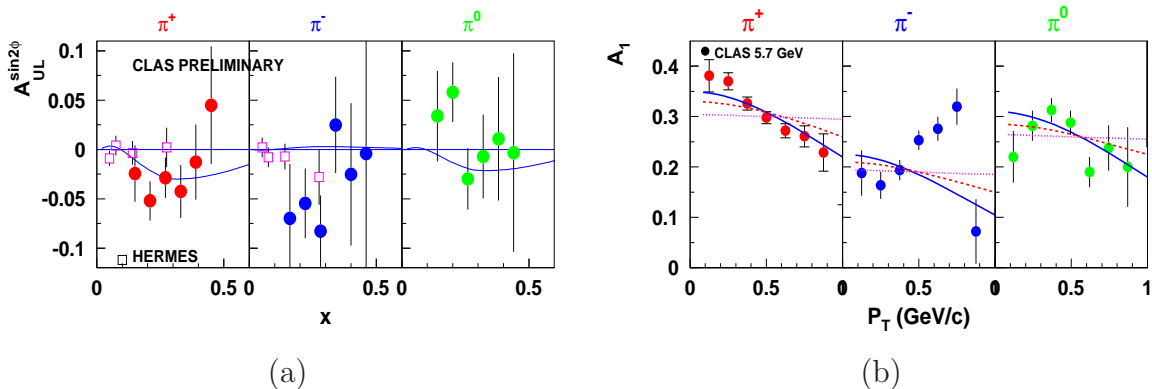 π+ π- π0
A_UL^sin2ϕ
0.1
0.05
0
-0.05
-0.1
CLAS PRELIMINARY
HERMES
0 0.5 0 0.5 0 0.5
x
(a)
π+ π- π0
A1
0.4
0.3
0.2
0.1
0
CLAS 5.7 GeV
0 0.5 0 0.5 0 0.5 1
P_T (GeV/c)
(b)